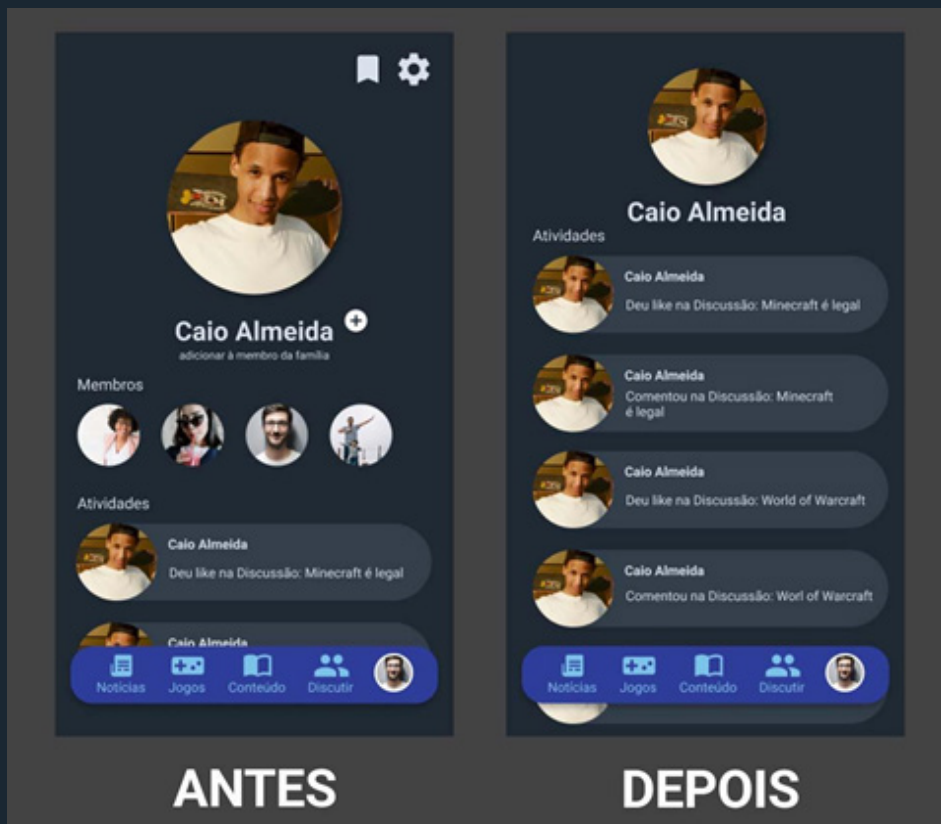 Caio Almeida
adicionar à membro da família
Membros
Atividades
Caio Almeida
Deu like na Discussão: Minecraft é legal
Caio Almeida
Notícias Jogos Conteúdo Discutir
ANTES
Caio Almeida
Atividades
Caio Almeida
Deu like na Discussão: Minecraft é legal
Caio Almeida
Comentou na Discussão: Minecraft
é legal
Caio Almeida
Deu like na Discussão: World of Warcraft
Caio Almeida
Comentou na Discussão: Worl of Warcraft
Notícias Jogos Conteúdo Discutir
DEPOIS